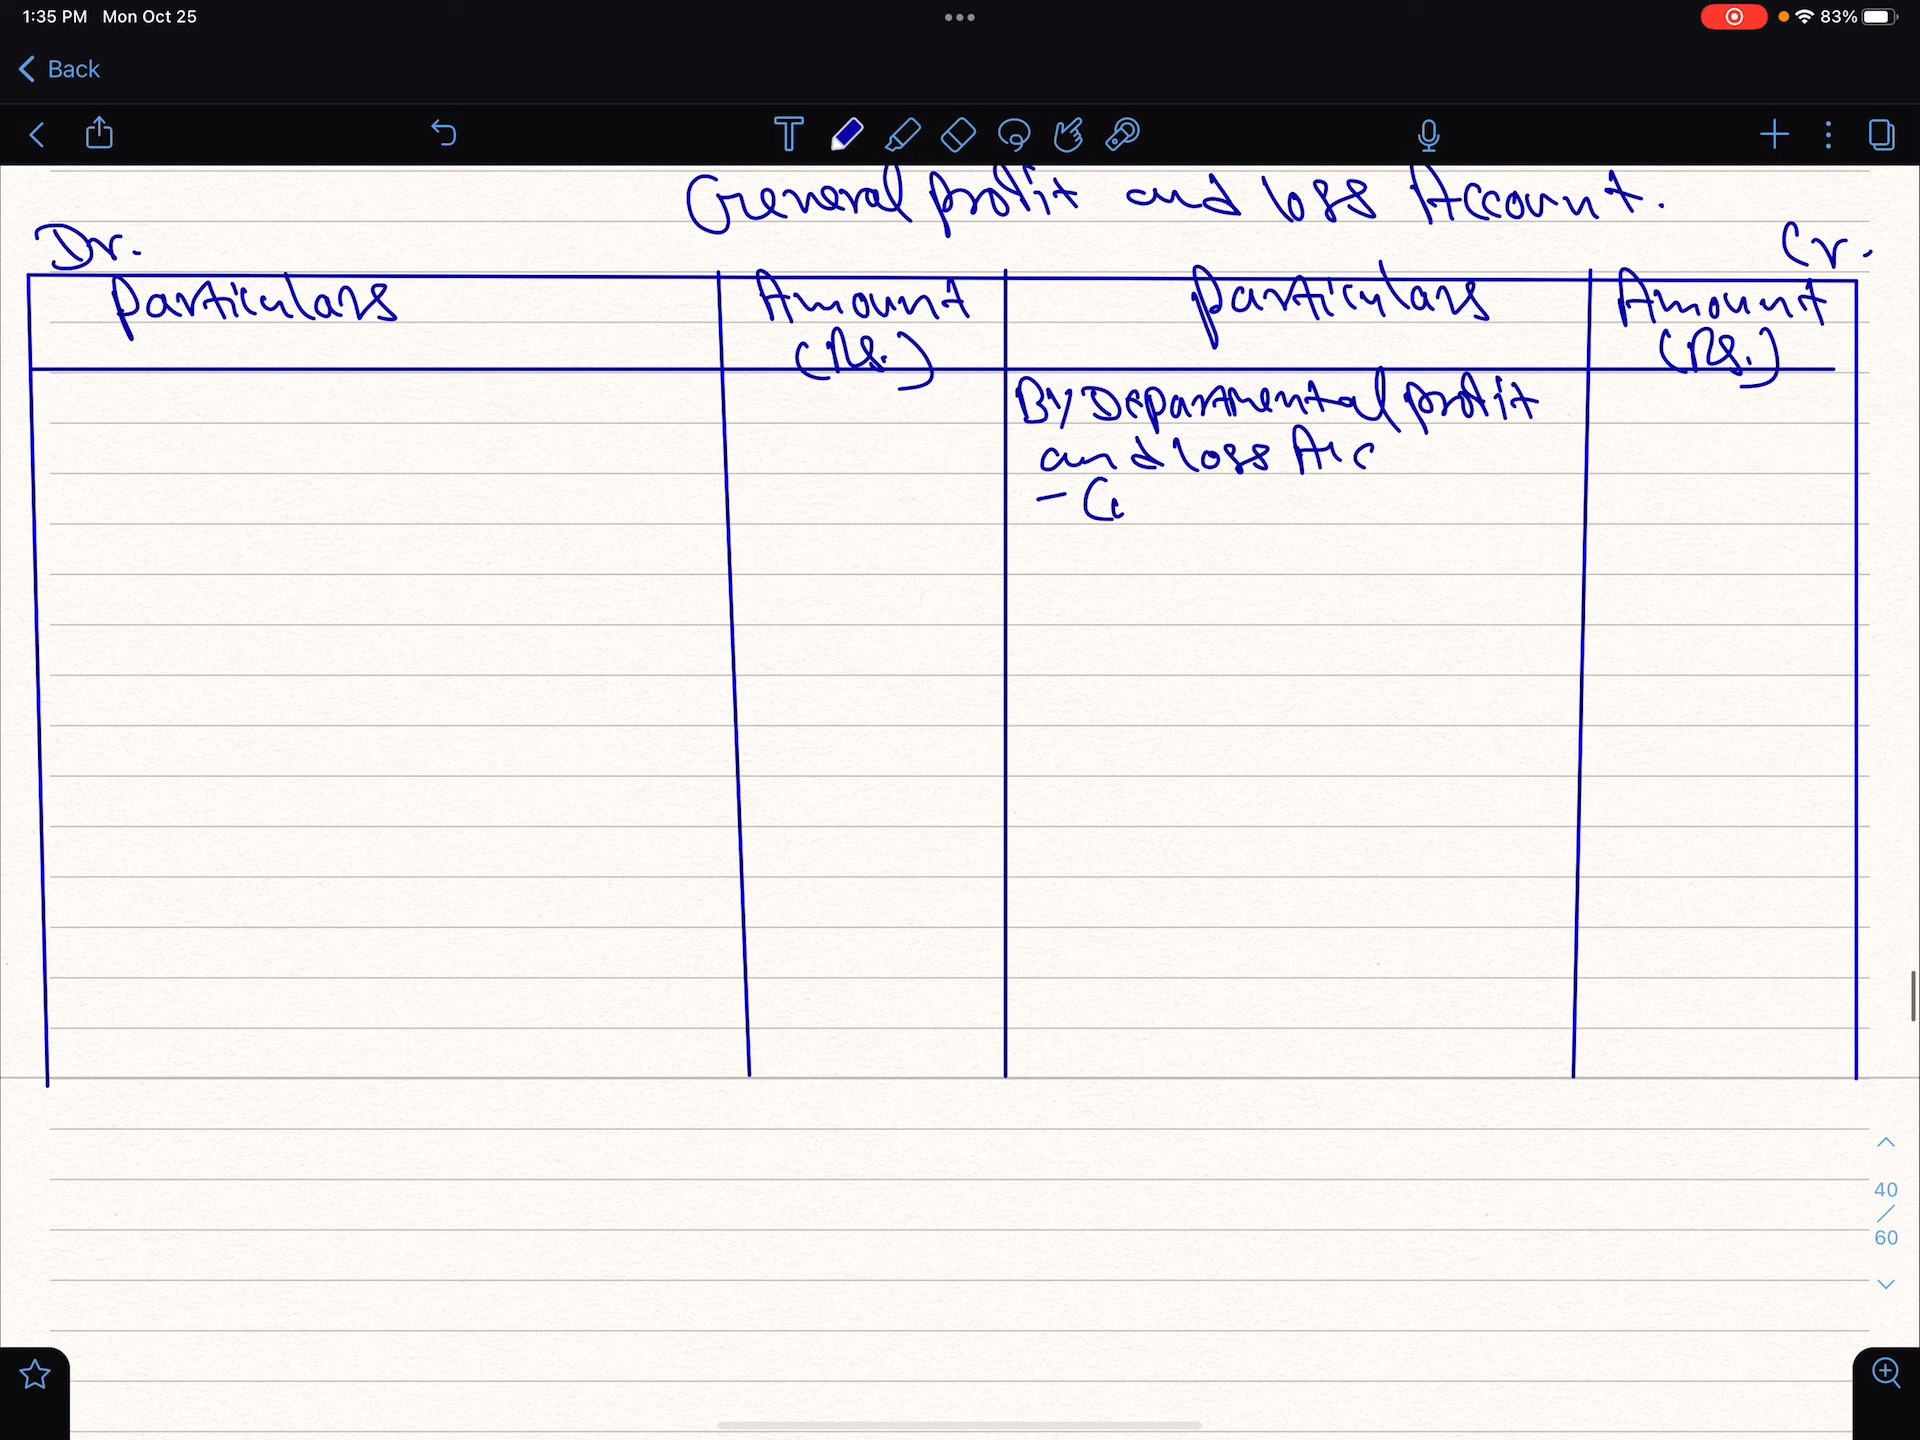 1:35 PM Mon Oct 25
83%
Back
General profit and loss Account.
Dr.
Cr.
particulars
Amount
(Rs.)
particulars
Amount
(Rs.)
By Departmental profit
and loss A/c
40
/
60